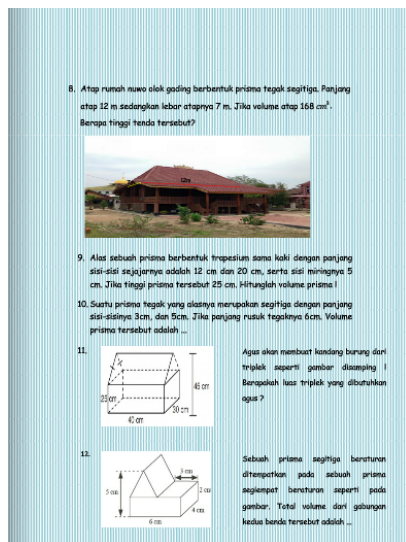 8. Atap rumah nuwo olok gading berbentuk prisma tegak segitiga. Panjang
atap 12 m sedangkan lebar atapnya 7 m. Jika volume atap 168 cm³.
Berapa tinggi tenda tersebut?
12m
9. Alas sebuah prisma berbentuk trapesium sama kaki dengan panjang
sisi-sisi sejajarnya adalah 12 cm dan 20 cm, serta sisi miringnya 5
cm. Jika tinggi prisma tersebut 25 cm. Hitunglah volume prisma !
10. Suatu prisma tegak yang alasnya merupakan segitiga dengan panjang
sisi-sisinya 3cm, dan 5cm. Jika panjang rusuk tegaknya 6cm. Volume
prisma tersebut adalah ...
11.
45 cm
25 cm
30 cm
40 cm
Agus akan membuat kandang burung dari
triplek seperti gambar disamping !
Berapakah luas triplek yang dibutuhkan
agus ?
12.
3 cm
5 cm
2 cm
4 cm
6 cm
Sebuah prisma segitiga beraturan
ditempatkan pada sebuah prisma
segiempat beraturan seperti pada
gambar. Total volume dari gabungan
kedua benda tersebut adalah ...